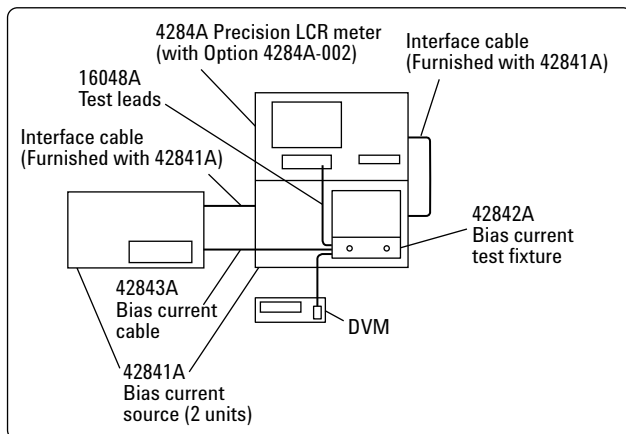 4284A Precision LCR meter
(with Option 4284A-002)
Interface cable
(Furnished with 42841A)
16048A
Test leads
Interface cable
(Furnished with 42841A)
42842A
Bias current
test fixture
42843A
Bias current
cable
DVM
42841A
Bias current
source (2 units)